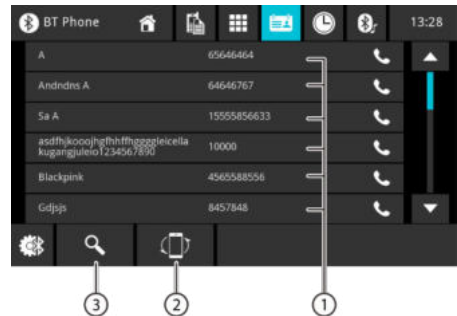 BT Phone 13:28
A 65646464
Andndns A 64646767
Sa A 15555856633
asdfhjkooojhgfhhffhggggleicella
kugangjuleio1234567890 10000
Blackpink 4565588556
Gdjsjs 8457848
3 2 1